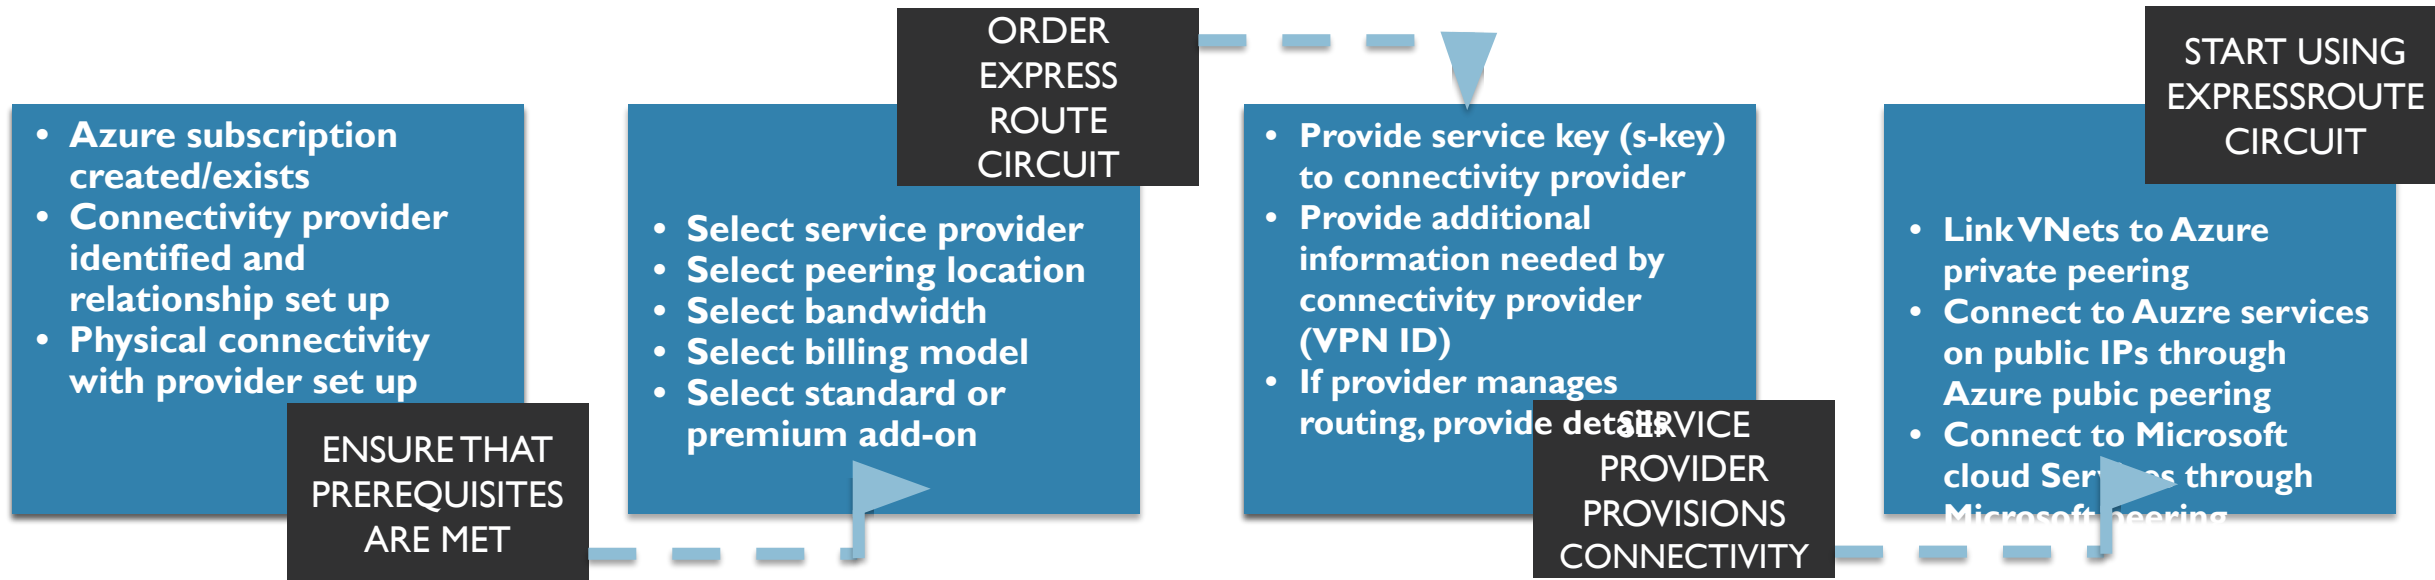 • Azure subscription
created/exists
• Connectivity provider
identified and
relationship set up
• Physical connectivity
with provider set up
ENSURE THAT
PREREQUISITES
ARE MET
ORDER
EXPRESS
ROUTE
CIRCUIT
• Select service provider
• Select peering location
• Select bandwidth
• Select billing model
• Select standard or
premium add-on
• Provide service key (s-key)
to connectivity provider
• Provide additional
information needed by
connectivity provider
(VPN ID)
• If provider manages
routing, provide details
SERVICE
PROVIDER
PROVISIONS
CONNECTIVITY
START USING
EXPRESSROUTE
CIRCUIT
• Link VNets to Azure
private peering
• Connect to Auzre services
on public IPs through
Azure pubic peering
• Connect to Microsoft
cloud Services through
Microsoft peering